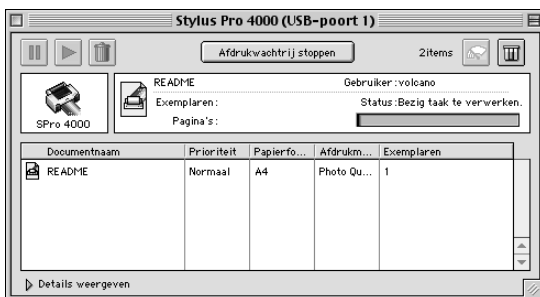 Stylus Pro 4000 (USB-poort 1)
Afdrukwachtrij stoppen
2items
SPro 4000
README
Gebruiker :volcano
Exemplaren :
Status :Bezig taak te verwerken.
Pagina's :
Documentnaam Prioriteit Papierfo... Afdrukm... Exemplaren
README Normaal A4 Photo Qu... 1
Details weergeven